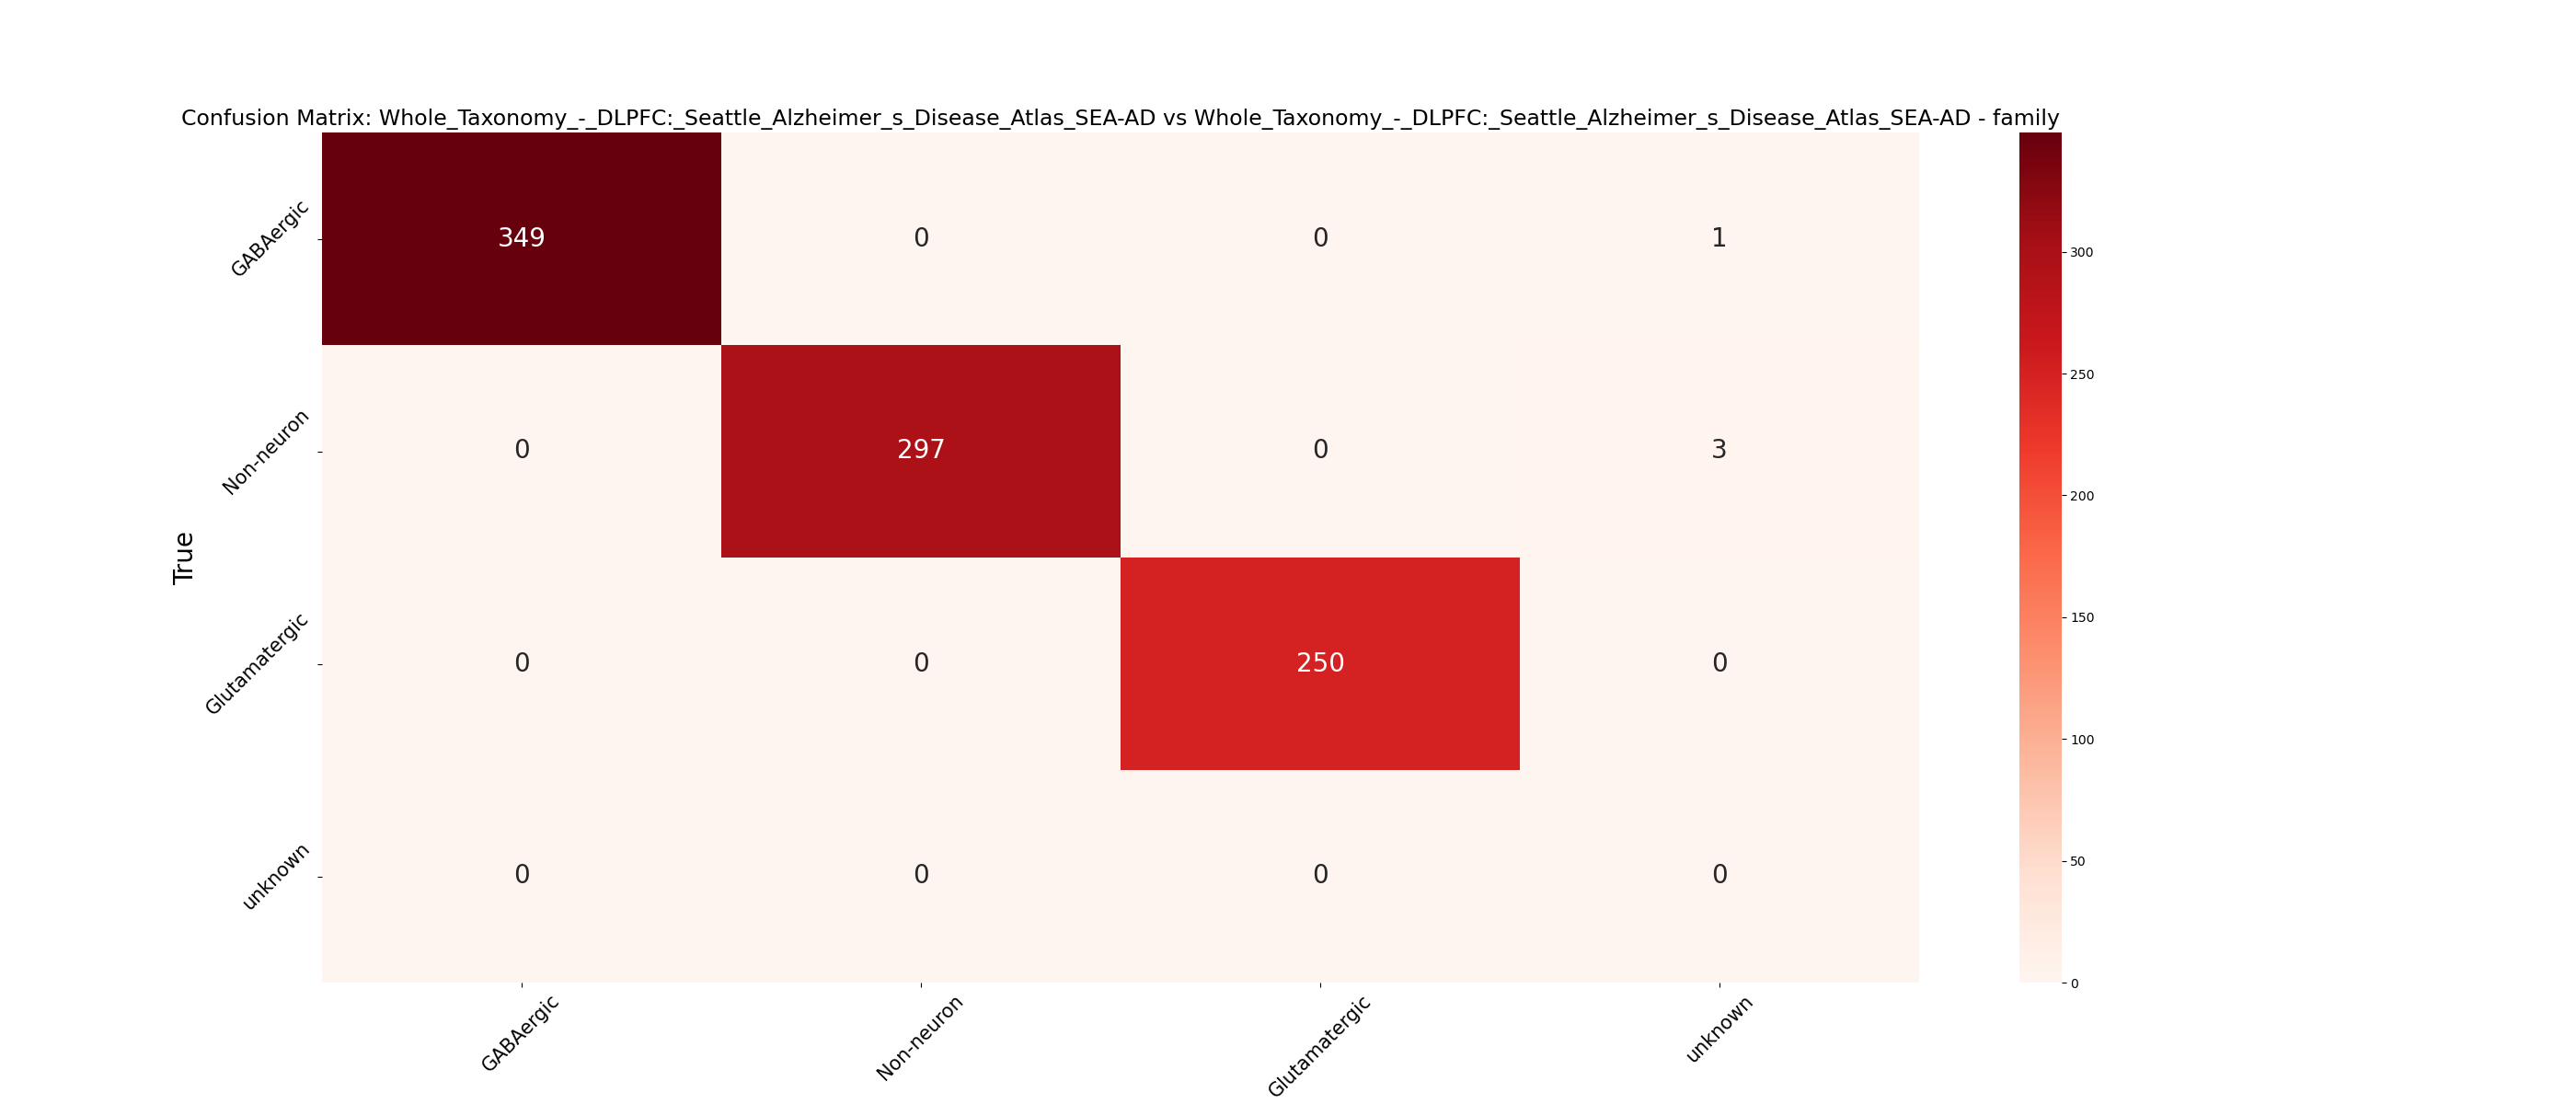 Confusion Matrix: Whole_Taxonomy_-_DLPFC:_Seattle_Alzheimer_s_Disease_Atlas_SEA-AD vs Whole_Taxonomy_-_DLPFC:_Seattle_Alzheimer_s_Disease_Atlas_SEA-AD - family
True
GABAergic
349 0 0 1
Non-neuron
0 297 0 3
Glutamatergic
0 0 250 0
unknown
0 0 0 0
GABAergic
Non-neuron
Glutamatergic
unknown
300
250
200
150
100
50
0